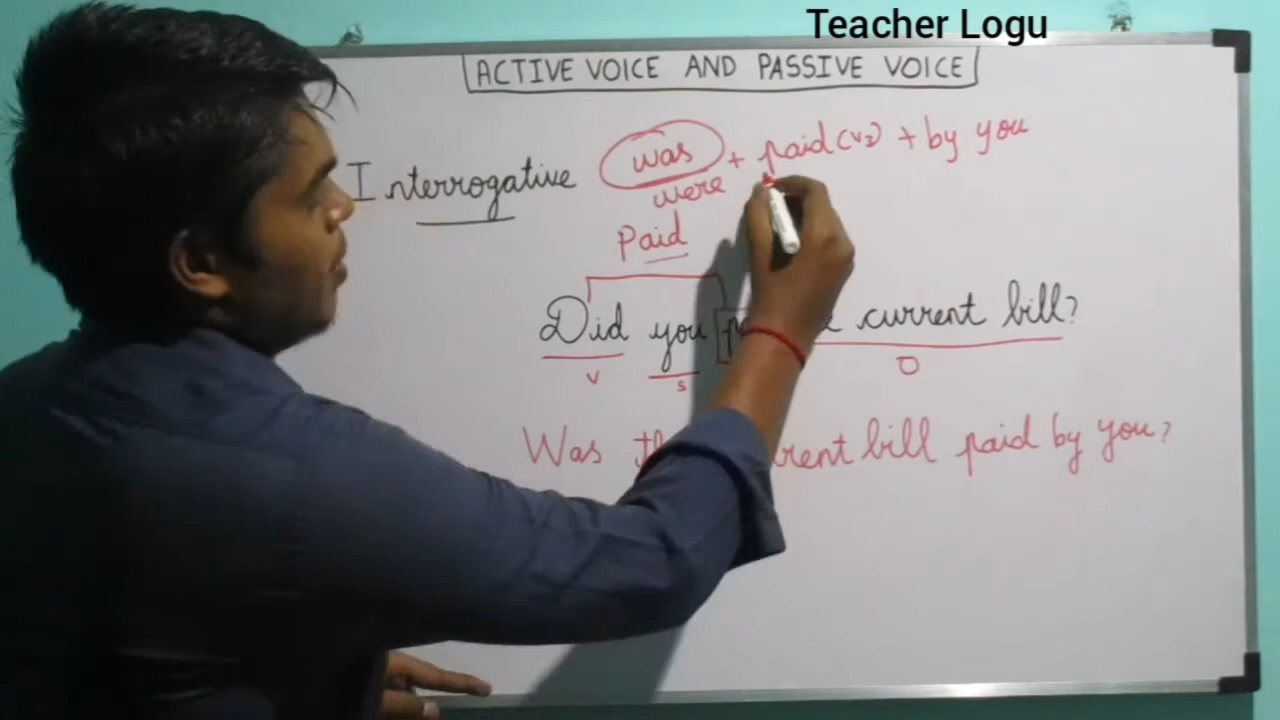 Teacher Logu
ACTIVE VOICE AND PASSIVE VOICE
Interrogative
was + paid (v3) + by you
were
Paid
Did you current bill?
V S O
Was bill paid by you?